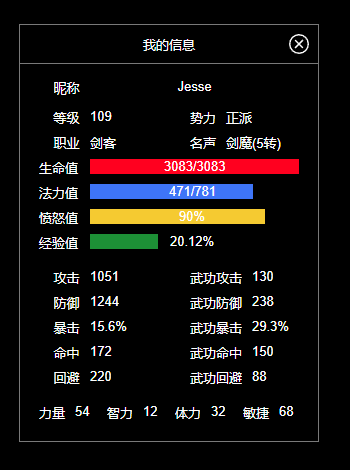 我的信息
昵称 Jesse
等级 109 势力 正派
职业 剑客 名声 剑魔(5转)
生命值 3083/3083
法力值 471/781
愤怒值 90%
经验值 20.12%
攻击 1051 武功攻击 130
防御 1244 武功防御 238
暴击 15.6% 武功暴击 29.3%
命中 172 武功命中 150
回避 220 武功回避 88
力量 54 智力 12 体力 32 敏捷 68